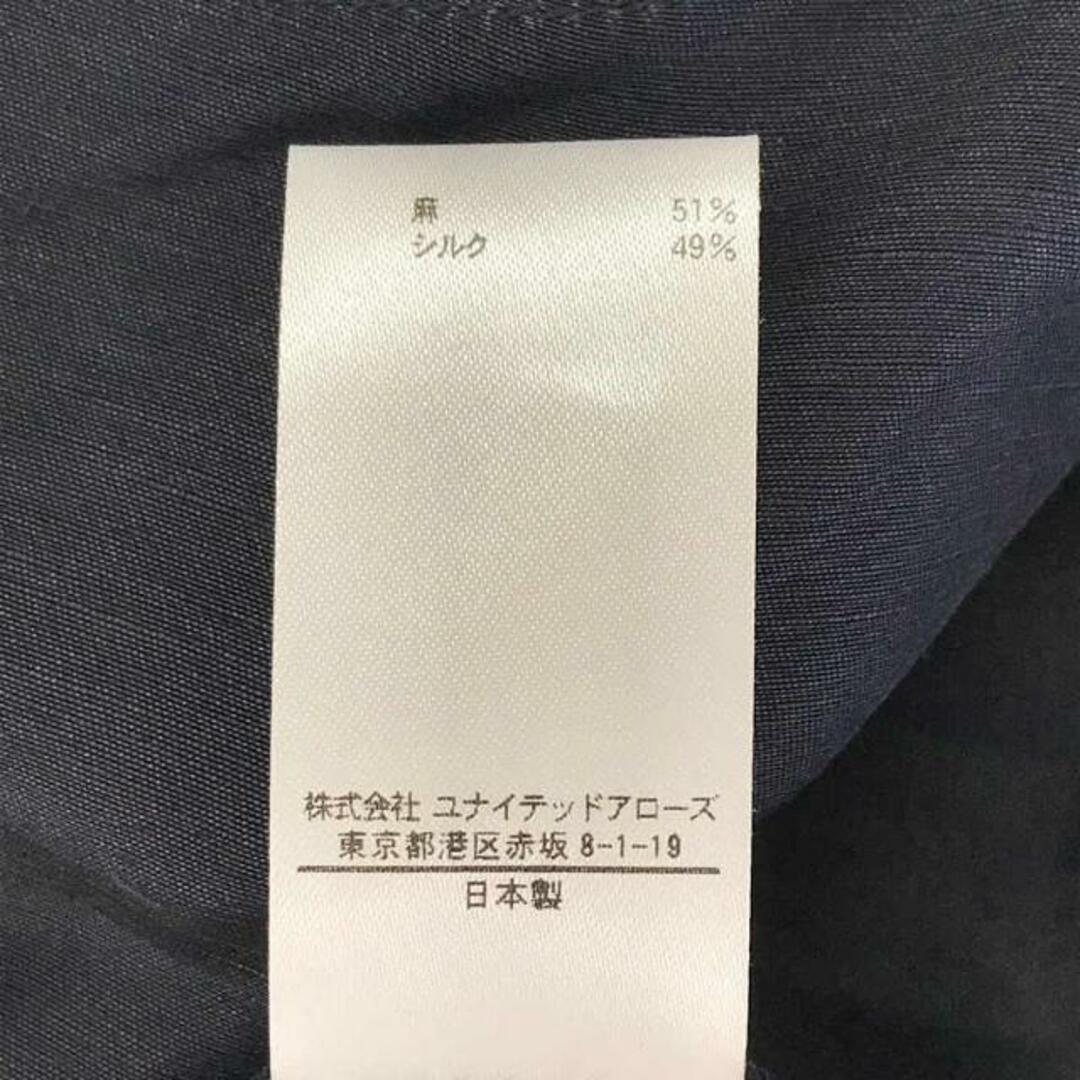 麻 51%
シルク 49%
株式会社 ユナイテッドアローズ
東京都港区赤坂 8-1-19
日本製